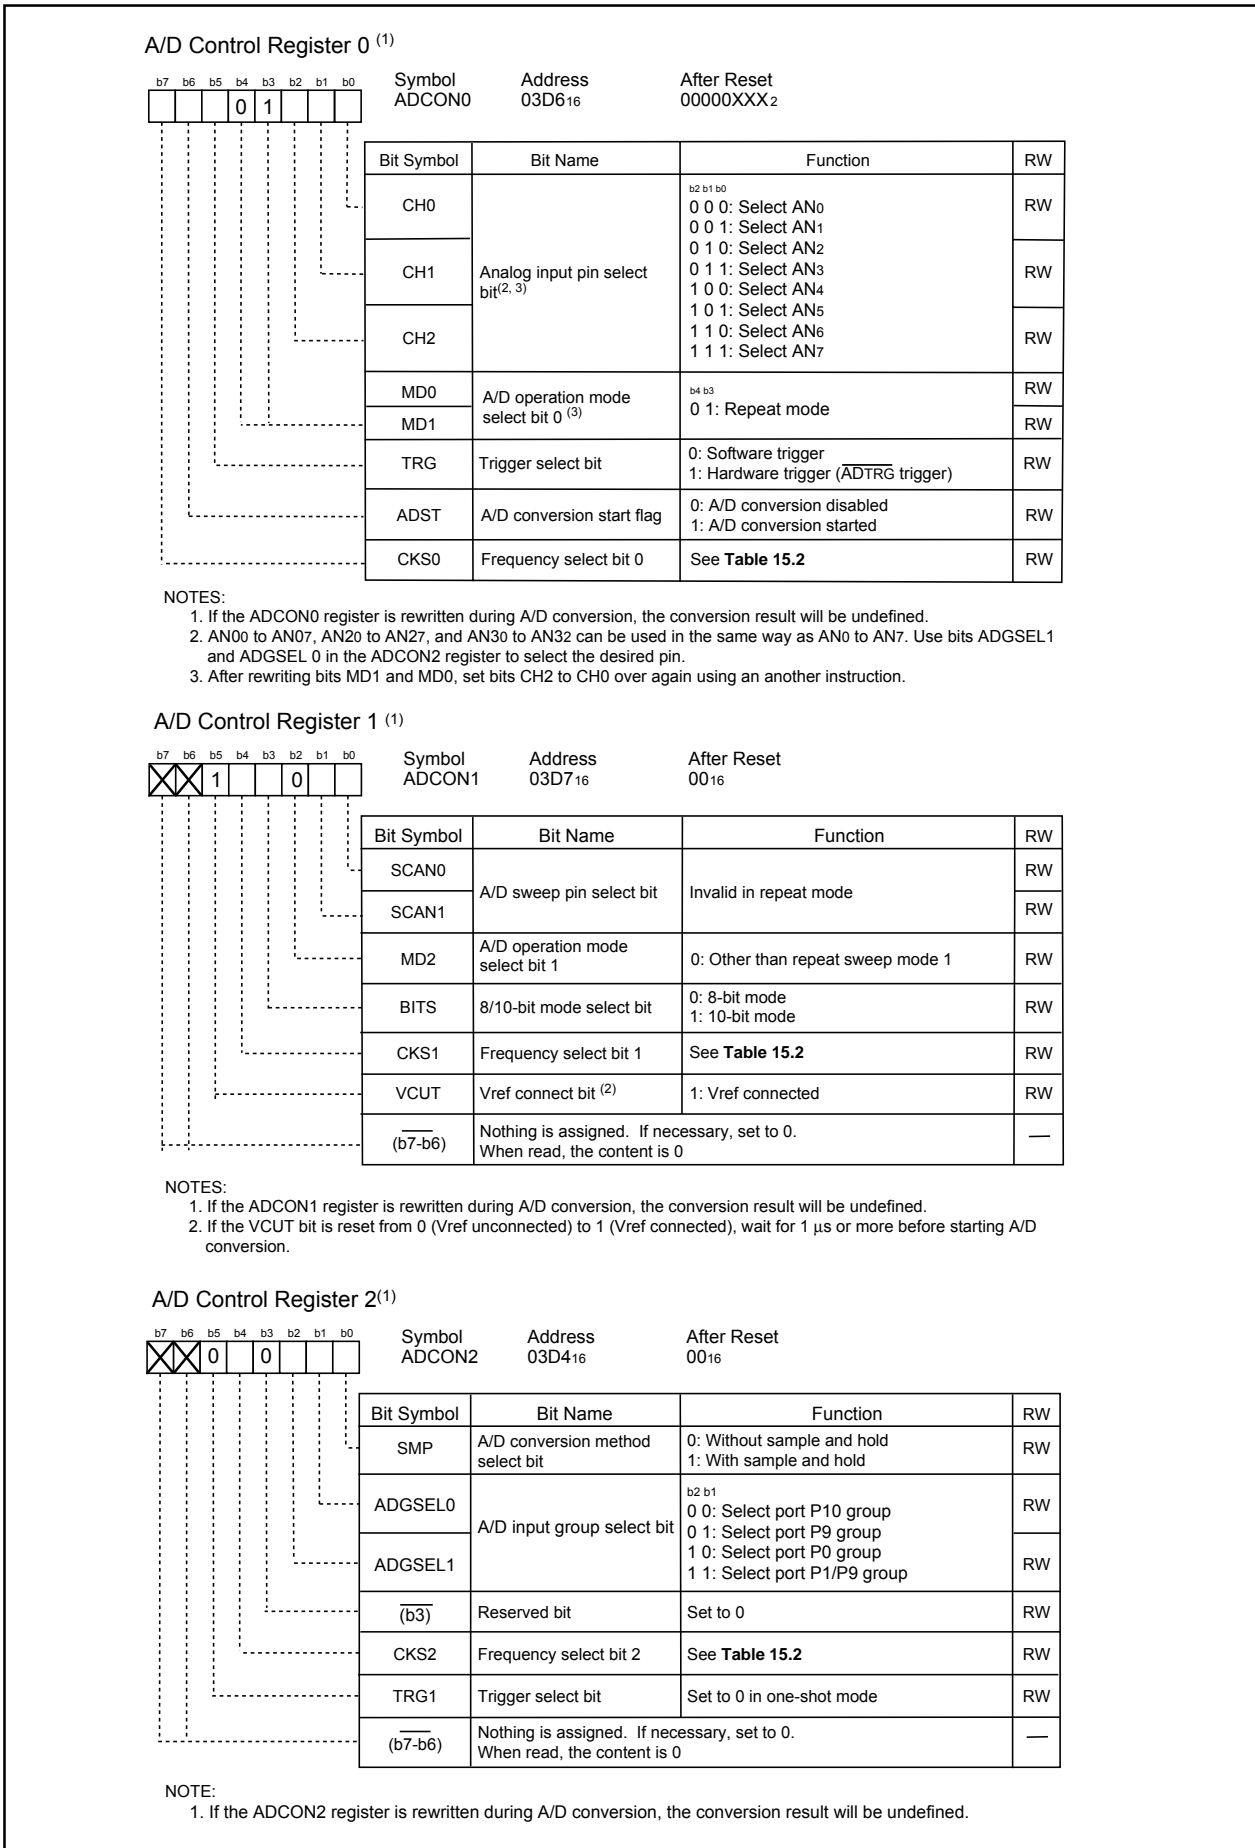 A/D Control Register 0 (1)
b7 b6 b5 b4 b3 b2 b1 b0
Symbol Address After Reset
ADCON0 03D616 00000XXX2
0 1
Bit Symbol Bit Name Function RW
CH0 RW
CH1 RW
CH2 RW
Analog input pin select
bit(2, 3)
b2 b1 b0
0 0 0: Select AN0
0 0 1: Select AN1
0 1 0: Select AN2
0 1 1: Select AN3
1 0 0: Select AN4
1 0 1: Select AN5
1 1 0: Select AN6
1 1 1: Select AN7
MD0 RW
MD1 RW
A/D operation mode
select bit 0 (3)
b4 b3
0 1: Repeat mode
TRG Trigger select bit RW
0: Software trigger
1: Hardware trigger (ADTRG trigger)
ADST A/D conversion start flag RW
0: A/D conversion disabled
1: A/D conversion started
CKS0 Frequency select bit 0 See Table 15.2 RW
NOTES:
1. If the ADCON0 register is rewritten during A/D conversion, the conversion result will be undefined.
2. AN00 to AN07, AN20 to AN27, and AN30 to AN32 can be used in the same way as AN0 to AN7. Use bits ADGSEL1
and ADGSEL 0 in the ADCON2 register to select the desired pin.
3. After rewriting bits MD1 and MD0, set bits CH2 to CH0 over again using an another instruction.
A/D Control Register 1 (1)
b7 b6 b5 b4 b3 b2 b1 b0
Symbol Address After Reset
ADCON1 03D716 0016
1 0
Bit Symbol Bit Name Function RW
SCAN0 RW
SCAN1 RW
A/D sweep pin select bit Invalid in repeat mode
MD2 RW
A/D operation mode
select bit 1
0: Other than repeat sweep mode 1
BITS 8/10-bit mode select bit RW
0: 8-bit mode
1: 10-bit mode
CKS1 Frequency select bit 1 See Table 15.2 RW
VCUT Vref connect bit (2) 1: Vref connected RW
(b7-b6)
Nothing is assigned. If necessary, set to 0.
When read, the content is 0
—
NOTES:
1. If the ADCON1 register is rewritten during A/D conversion, the conversion result will be undefined.
2. If the VCUT bit is reset from 0 (Vref unconnected) to 1 (Vref connected), wait for 1 μs or more before starting A/D
conversion.
A/D Control Register 2(1)
b7 b6 b5 b4 b3 b2 b1 b0
Symbol Address After Reset
ADCON2 03D416 0016
0 0
Bit Symbol Bit Name Function RW
SMP RW
A/D conversion method
select bit
0: Without sample and hold
1: With sample and hold
ADGSEL0 RW
ADGSEL1 RW
A/D input group select bit
b2 b1
0 0: Select port P10 group
0 1: Select port P9 group
1 0: Select port P0 group
1 1: Select port P1/P9 group
(b3) Reserved bit Set to 0 RW
CKS2 Frequency select bit 2 See Table 15.2 RW
TRG1 Trigger select bit Set to 0 in one-shot mode RW
(b7-b6)
Nothing is assigned. If necessary, set to 0.
When read, the content is 0
—
NOTE:
1. If the ADCON2 register is rewritten during A/D conversion, the conversion result will be undefined.